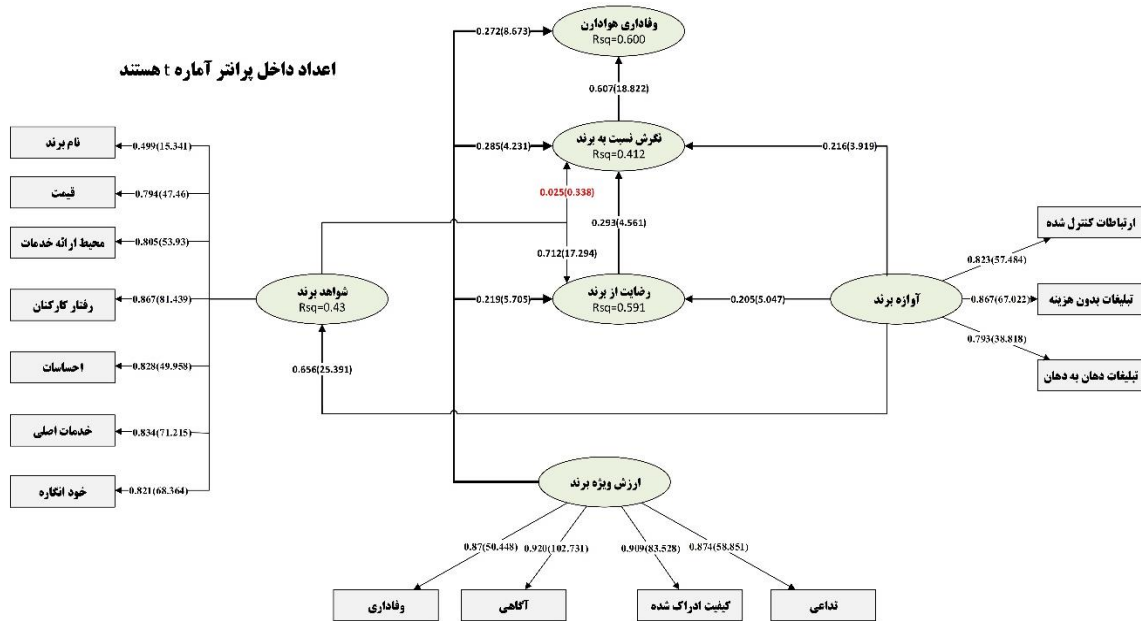 وفاداری هوادارن
Rsq=0.600
0.272(8.673)
اعداد داخل پرانتر آماره t هستند
0.607(18.822)
نگرش نسبت به برند
Rsq=0.412
0.285(4.231)
0.216(3.919)
نام برند
0.499(15.341)
قیمت
0.794(47.46)
0.025(0.338)
0.293(4.561)
ارتباطات کنترل شده
0.823(57.484)
محیط ارائه خدمات
0.805(53.93)
0.712(17.294)
رفتار کارکنان
0.867(81.439)
شواهد برند
Rsq=0.43
0.219(5.705)
رضایت از برند
Rsq=0.591
0.205(5.047)
آوازه برند
0.867(67.022)
تبلیغات بدون هزینه
0.793(38.818)
تبلیغات دهان به دهان
احساسات
0.828(49.958)
0.656(25.391)
خدمات اصلی
0.834(71.215)
خود انگاره
0.821(68.364)
ارزش ویژه برند
0.87(50.448)
0.920(102.731)
0.909(83.528)
0.874(58.851)
وفاداری
آگاهی
کیفیت ادراک شده
تداعی